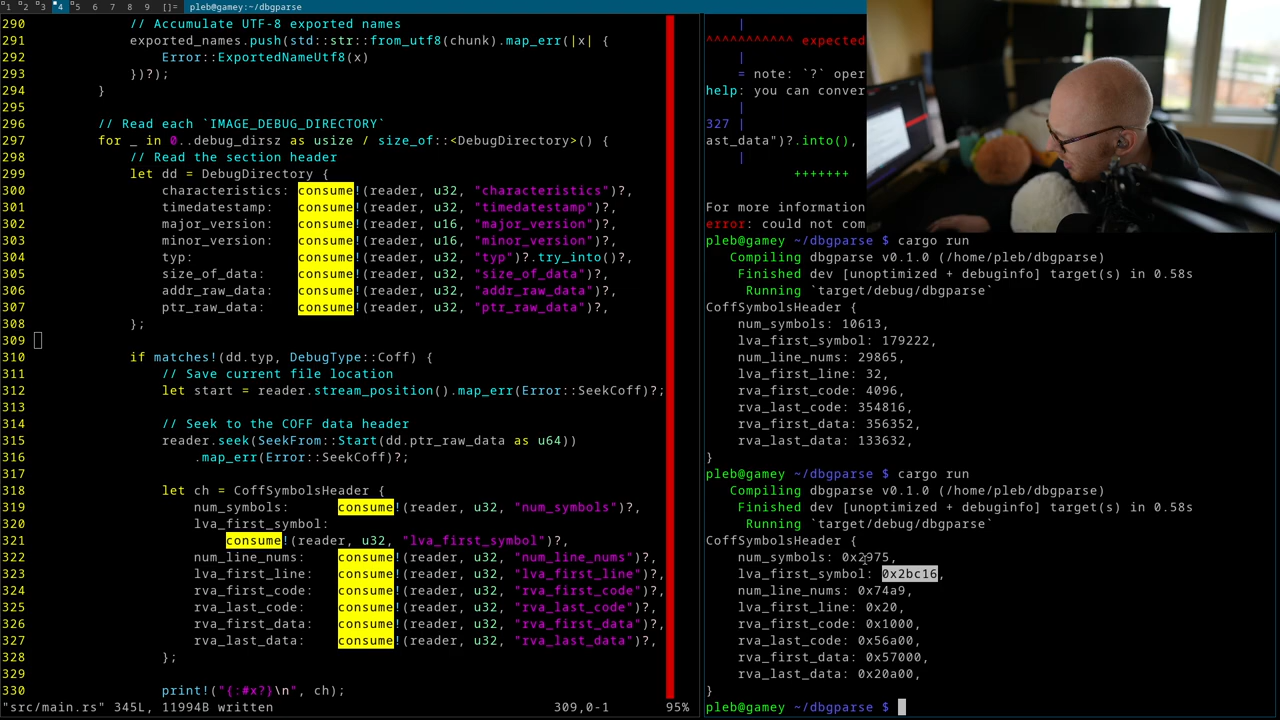 1 2 3 4 5 6 7 8 9 []= pleb@gamey:~/dbgparse
290 // Accumulate UTF-8 exported names
291 exported_names.push(std::str::from_utf8(chunk).map_err(|x| {
292 Error::ExportedNameUtf8(x)
293 })?);
294 }
295
296 // Read each `IMAGE_DEBUG_DIRECTORY`
297 for _ in 0..debug_dirsz as usize / size_of::<DebugDirectory>() {
298 // Read the section header
299 let dd = DebugDirectory {
300 characteristics: consume!(reader, u32, "characteristics")?,
301 timedatestamp: consume!(reader, u32, "timedatestamp")?,
302 major_version: consume!(reader, u16, "major_version")?,
303 minor_version: consume!(reader, u16, "minor_version")?,
304 typ: consume!(reader, u32, "typ")?.try_into()?,
305 size_of_data: consume!(reader, u32, "size_of_data")?,
306 addr_raw_data: consume!(reader, u32, "addr_raw_data")?,
307 ptr_raw_data: consume!(reader, u32, "ptr_raw_data")?,
308 };
309
310 if matches!(dd.typ, DebugType::Coff) {
311 // Save current file location
312 let start = reader.stream_position().map_err(Error::SeekCoff)?;
313
314 // Seek to the COFF data header
315 reader.seek(SeekFrom::Start(dd.ptr_raw_data as u64))
316 .map_err(Error::SeekCoff)?;
317
318 let ch = CoffSymbolsHeader {
319 num_symbols: consume!(reader, u32, "num_symbols")?,
320 lva_first_symbol:
321 consume!(reader, u32, "lva_first_symbol")?,
322 num_line_nums: consume!(reader, u32, "num_line_nums")?,
323 lva_first_line: consume!(reader, u32, "lva_first_line")?,
324 rva_first_code: consume!(reader, u32, "rva_first_code")?,
325 rva_last_code: consume!(reader, u32, "rva_last_code")?,
326 rva_first_data: consume!(reader, u32, "rva_first_data")?,
327 rva_last_data: consume!(reader, u32, "rva_last_data")?,
328 };
329
330 print!("{:#x?}\n", ch);
"src/main.rs" 345L, 11994B written 309,0-1 95%
|
^^^^^^^^^^^ expected
|
= note: `?` oper
help: you can conver
|
327 |
ast_data")?.into(),
|
+++++++
For more information
error: could not com
pleb@gamey ~/dbgparse $ cargo run
Compiling dbgparse v0.1.0 (/home/pleb/dbgparse)
Finished dev [unoptimized + debuginfo] target(s) in 0.58s
Running `target/debug/dbgparse`
CoffSymbolsHeader {
num_symbols: 10613,
lva_first_symbol: 179222,
num_line_nums: 29865,
lva_first_line: 32,
rva_first_code: 4096,
rva_last_code: 354816,
rva_first_data: 356352,
rva_last_data: 133632,
}
pleb@gamey ~/dbgparse $ cargo run
Compiling dbgparse v0.1.0 (/home/pleb/dbgparse)
Finished dev [unoptimized + debuginfo] target(s) in 0.58s
Running `target/debug/dbgparse`
CoffSymbolsHeader {
num_symbols: 0x2975,
lva_first_symbol: 0x2bc16,
num_line_nums: 0x74a9,
lva_first_line: 0x20,
rva_first_code: 0x1000,
rva_last_code: 0x56a00,
rva_first_data: 0x57000,
rva_last_data: 0x20a00,
}
pleb@gamey ~/dbgparse $